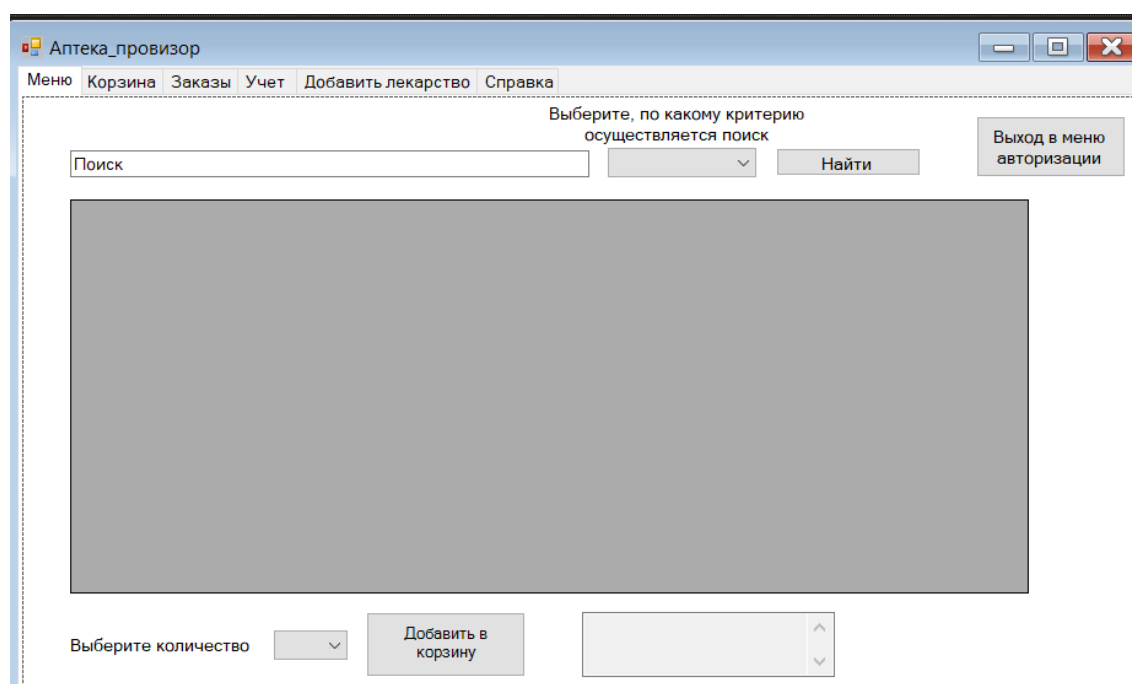 Аптека_провизор
Меню Корзина Заказы Учет Добавить лекарство Справка
Выберите, по какому критерию
осуществляется поиск
Выход в меню
авторизации
Поиск
Найти
Выберите количество
Добавить в
корзину